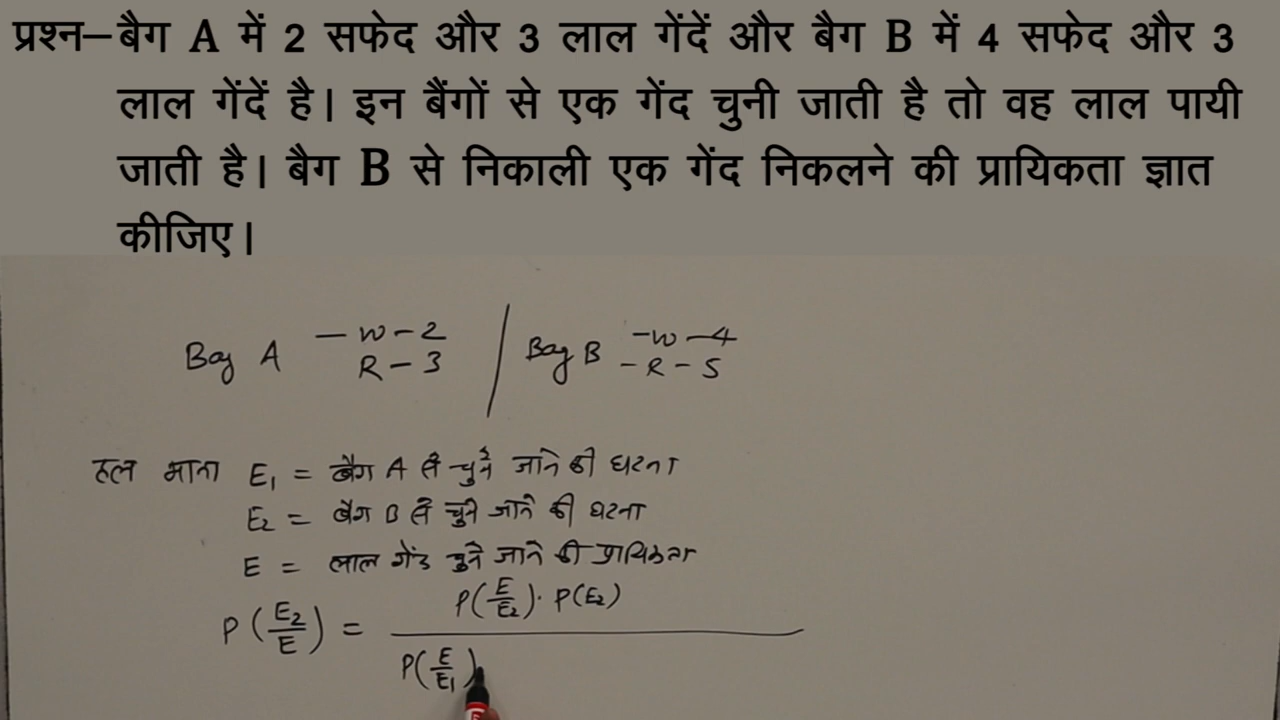 प्रश्न–बैग A में 2 सफेद और 3 लाल गेंदें और बैग B में 4 सफेद और 3
लाल गेंदें है। इन बैंगों से एक गेंद चुनी जाती है तो वह लाल पायी
जाती है। बैग B से निकाली एक गेंद निकलने की प्रायिकता ज्ञात
कीजिए।
Bag A – W – 2 Bag B – W – 4
R – 3 – R – 5
हल माना E₁ = बैग A से चुने जाने की घटना
E₂ = बैग B से चुने जाने की घटना
E = लाल गेंद चुने जाने की प्रायिकता
P(E₂/E) = P(E/E₂) · P(E₂)
P(E/E₁)